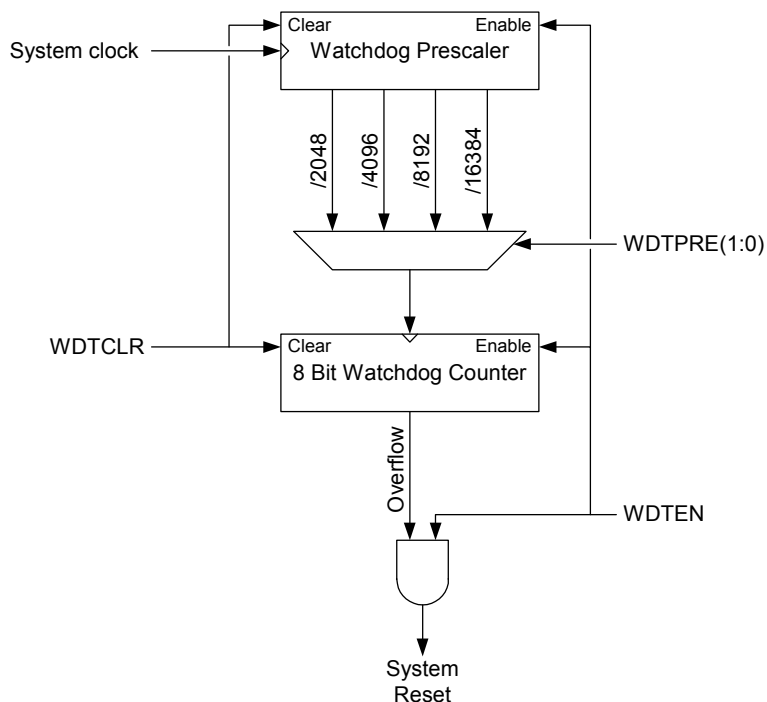 Clear
Enable
System clock
Watchdog Prescaler
/2048
/4096
/8192
/16384
WDTPRE(1:0)
WDTCLR
Clear
Enable
8 Bit Watchdog Counter
Overflow
WDTEN
System
Reset